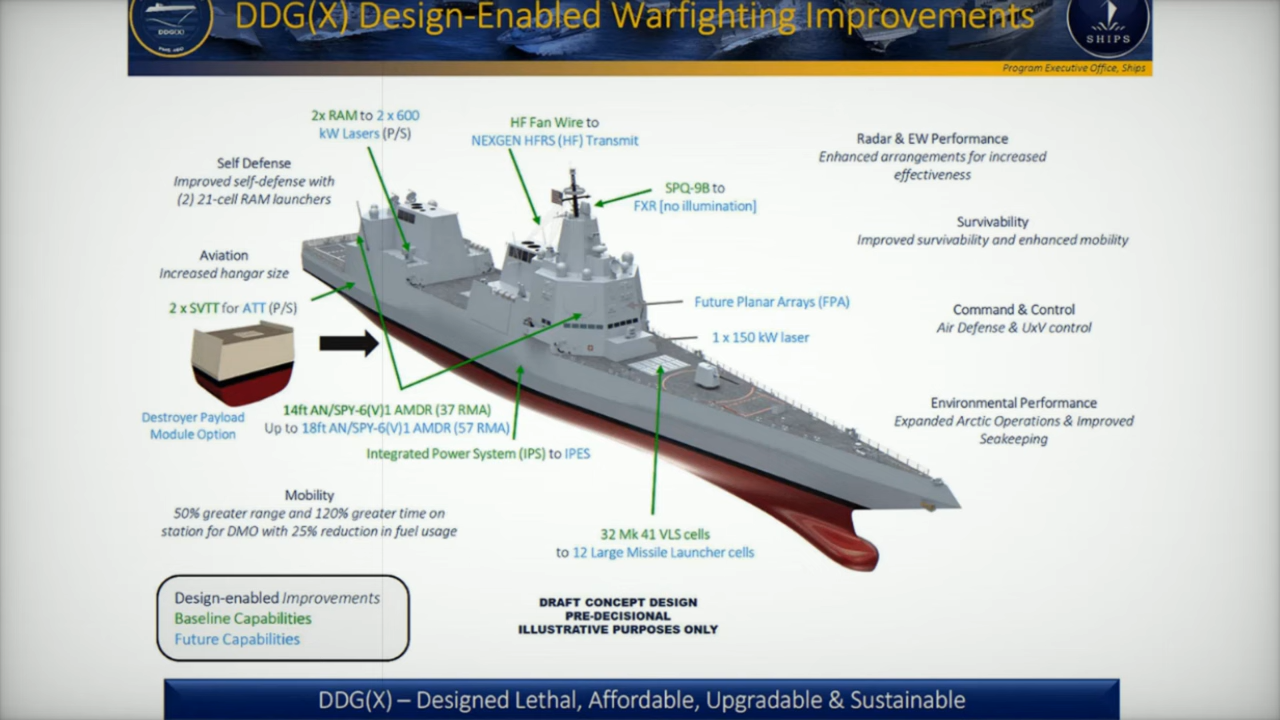 DDG(X) Design-Enabled Warfighting Improvements
DDG(X)
SHIPS
Program Executive Office, Ships
2x RAM to 2 x 600
kW Lasers (P/S)
HF Fan Wire to
NEXGEN HFRS (HF) Transmit
Radar & EW Performance
Enhanced arrangements for increased
effectiveness
Self Defense
Improved self-defense with
(2) 21-cell RAM launchers
SPQ-9B to
FXR [no illumination]
Survivability
Improved survivability and enhanced mobility
Aviation
Increased hangar size
2 x SVTT for ATT (P/S)
Future Planar Arrays (FPA)
1 x 150 kW laser
Command & Control
Air Defense & UxV control
Destroyer Payload
Module Option
14ft AN/SPY-6(V)1 AMDR (37 RMA)
Up to 18ft AN/SPY-6(V)1 AMDR (57 RMA)
Integrated Power System (IPS) to IPES
Environmental Performance
Expanded Arctic Operations & Improved
Seakeeping
Mobility
50% greater range and 120% greater time on
station for DMO with 25% reduction in fuel usage
32 Mk 41 VLS cells
to 12 Large Missile Launcher cells
Design-enabled Improvements
Baseline Capabilities
Future Capabilities
DRAFT CONCEPT DESIGN
PRE-DECISIONAL
ILLUSTRATIVE PURPOSES ONLY
DDG(X) – Designed Lethal, Affordable, Upgradable & Sustainable